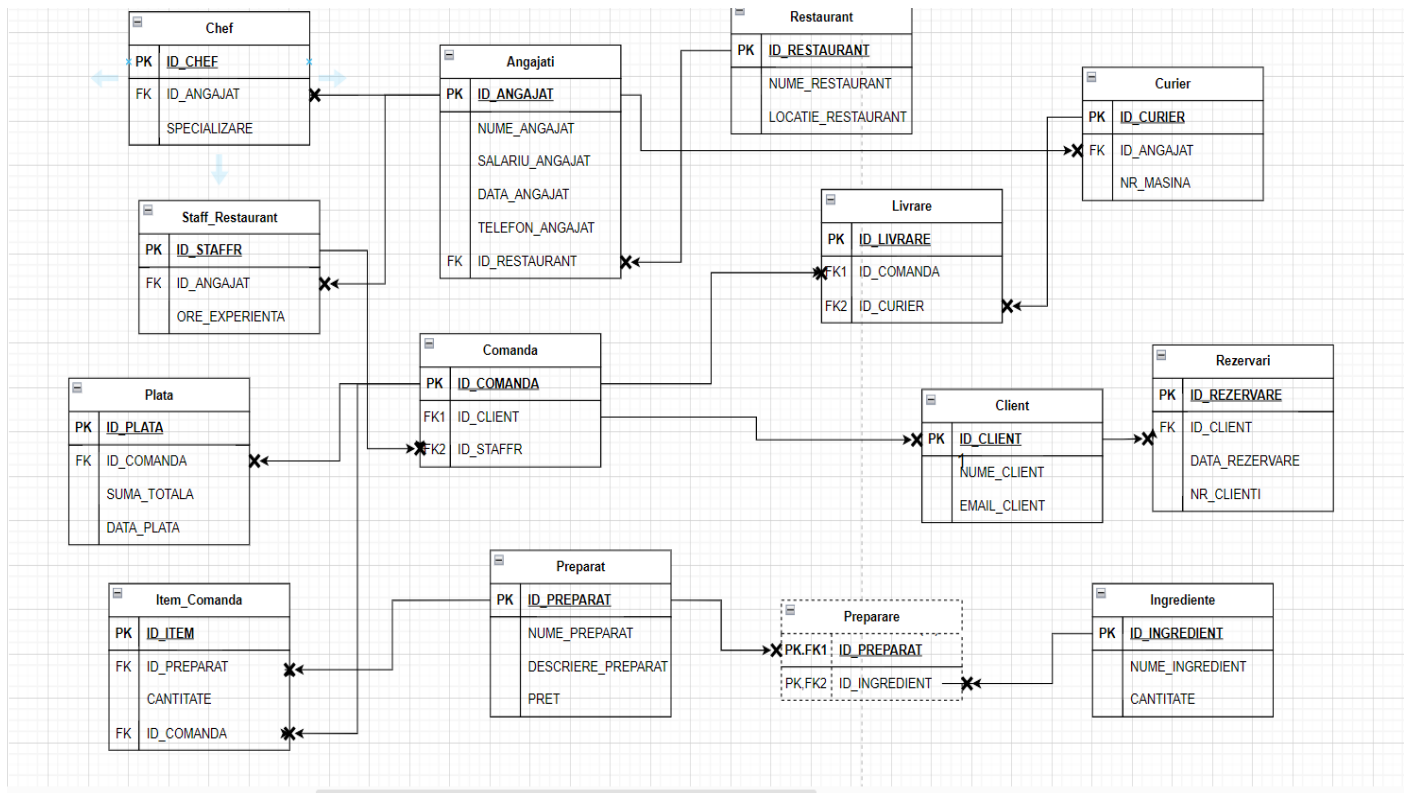 Chef
PK ID_CHEF
FK ID_ANGAJAT
SPECIALIZARE
Angajati
PK ID_ANGAJAT
NUME_ANGAJAT
SALARIU_ANGAJAT
DATA_ANGAJAT
TELEFON_ANGAJAT
FK ID_RESTAURANT
Restaurant
PK ID_RESTAURANT
NUME_RESTAURANT
LOCATIE_RESTAURANT
Curier
PK ID_CURIER
FK ID_ANGAJAT
NR_MASINA
Staff_Restaurant
PK ID_STAFFR
FK ID_ANGAJAT
ORE_EXPERIENTA
Livrare
PK ID_LIVRARE
FK1 ID_COMANDA
FK2 ID_CURIER
Comanda
PK ID_COMANDA
FK1 ID_CLIENT
FK2 ID_STAFFR
Plata
PK ID_PLATA
FK ID_COMANDA
SUMA_TOTALA
DATA_PLATA
Client
PK ID_CLIENT
1
NUME_CLIENT
EMAIL_CLIENT
Rezervari
PK ID_REZERVARE
FK ID_CLIENT
DATA_REZERVARE
NR_CLIENTI
Item_Comanda
PK ID_ITEM
FK ID_PREPARAT
CANTITATE
FK ID_COMANDA
Preparat
PK ID_PREPARAT
NUME_PREPARAT
DESCRIERE_PREPARAT
PRET
Preparare
PK,FK1 ID_PREPARAT
PK,FK2 ID_INGREDIENT
Ingrediente
PK ID_INGREDIENT
NUME_INGREDIENT
CANTITATE